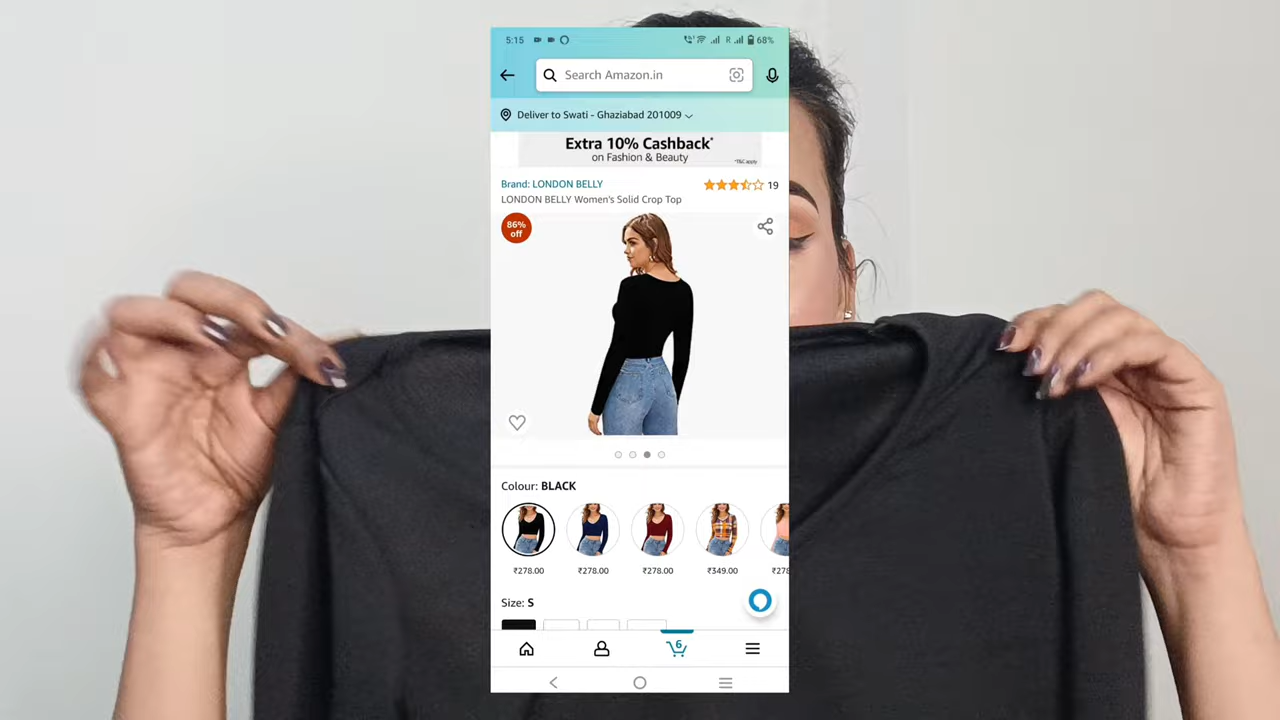 5:15
R
68%
Search Amazon.in
Deliver to Swati - Ghaziabad 201009
Extra 10% Cashback*
on Fashion & Beauty
*T&C apply
Brand: LONDON BELLY
19
LONDON BELLY Women's Solid Crop Top
86%
off
Colour: BLACK
₹278.00
₹278.00
₹278.00
₹349.00
₹278
Size: S
6